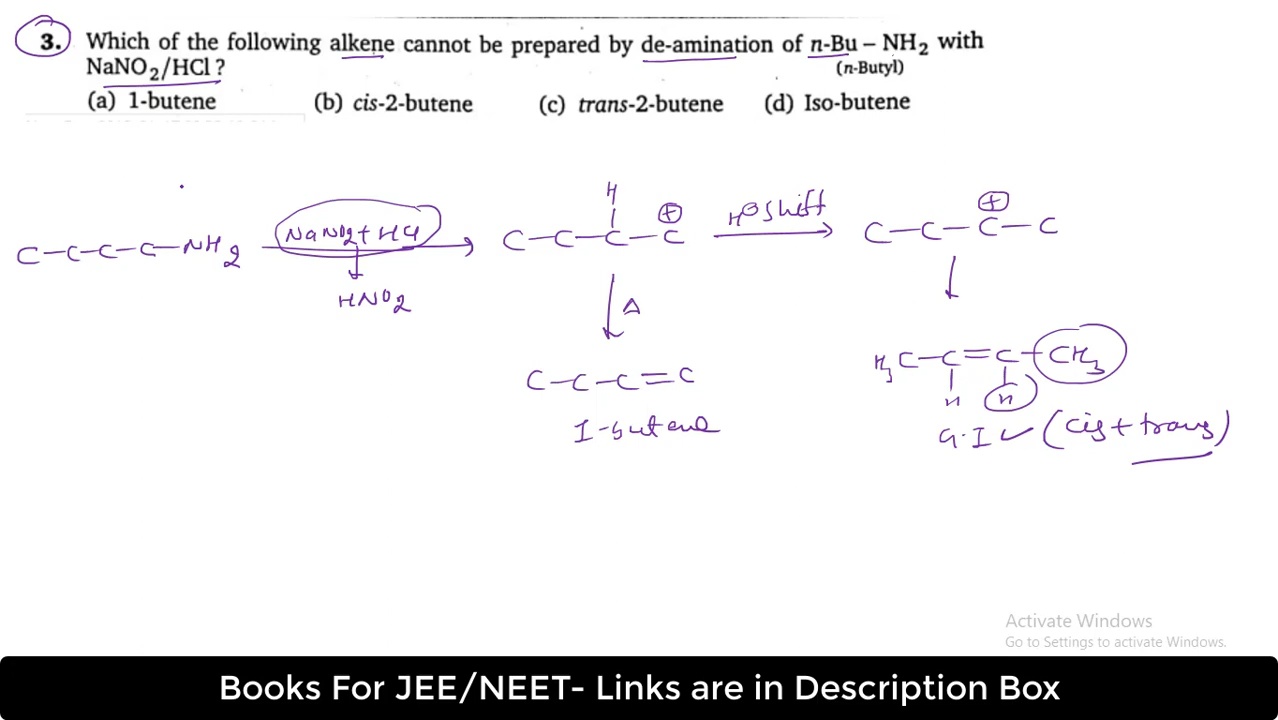 3. Which of the following alkene cannot be prepared by de-amination of n-Bu – NH2 with
(n-Butyl)
NaNO2/HCl ?
(a) 1-butene (b) cis-2-butene (c) trans-2-butene (d) Iso-butene
C-C-C-C-NH2 NaNO2+HCl
HNO2
H
C-C-C-C ⊕
H⊖ Shift
C-C-C-C ⊕
Δ
C-C-C=C
1-butene
H3C-C=C-CH3
H H
G.I ✓ (cis+trans)
Activate Windows
Go to Settings to activate Windows.
Books For JEE/NEET- Links are in Description Box